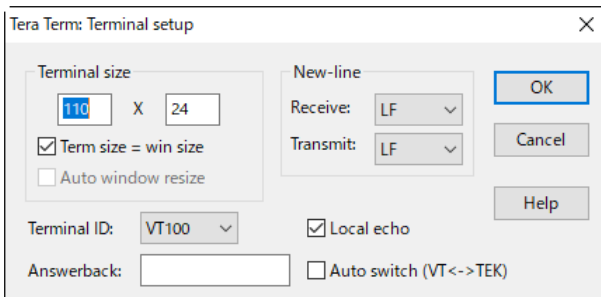 Tera Term: Terminal setup
Terminal size
110 X 24
Term size = win size
Auto window resize
New-line
Receive: LF
Transmit: LF
OK
Cancel
Help
Terminal ID: VT100
Local echo
Answerback:
Auto switch (VT<->TEK)